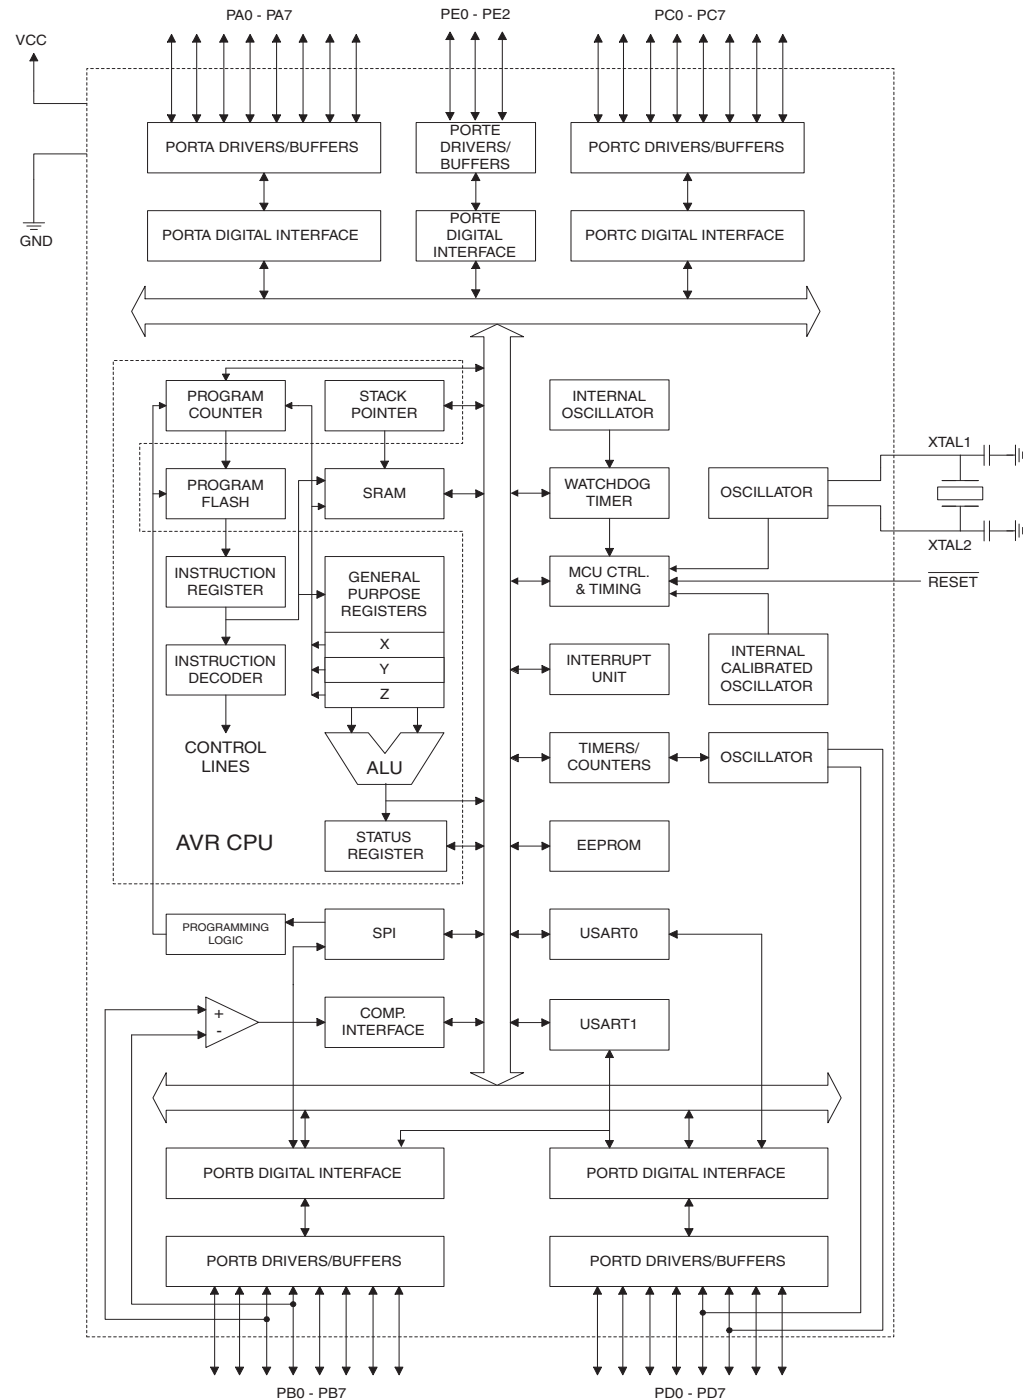 PA0 - PA7
PE0 - PE2
PC0 - PC7
VCC
PORTA DRIVERS/BUFFERS
PORTE
DRIVERS/
BUFFERS
PORTC DRIVERS/BUFFERS
GND
PORTA DIGITAL INTERFACE
PORTE
DIGITAL
INTERFACE
PORTC DIGITAL INTERFACE
PROGRAM
COUNTER
STACK
POINTER
INTERNAL
OSCILLATOR
XTAL1
PROGRAM
FLASH
SRAM
WATCHDOG
TIMER
OSCILLATOR
XTAL2
INSTRUCTION
REGISTER
GENERAL
PURPOSE
REGISTERS
MCU CTRL.
& TIMING
RESET
X
Y
Z
INSTRUCTION
DECODER
INTERRUPT
UNIT
INTERNAL
CALIBRATED
OSCILLATOR
CONTROL
LINES
ALU
TIMERS/
COUNTERS
OSCILLATOR
AVR CPU
STATUS
REGISTER
EEPROM
PROGRAMMING
LOGIC
SPI
USART0
+
-
COMP.
INTERFACE
USART1
PORTB DIGITAL INTERFACE
PORTD DIGITAL INTERFACE
PORTB DRIVERS/BUFFERS
PORTD DRIVERS/BUFFERS
PB0 - PB7
PD0 - PD7